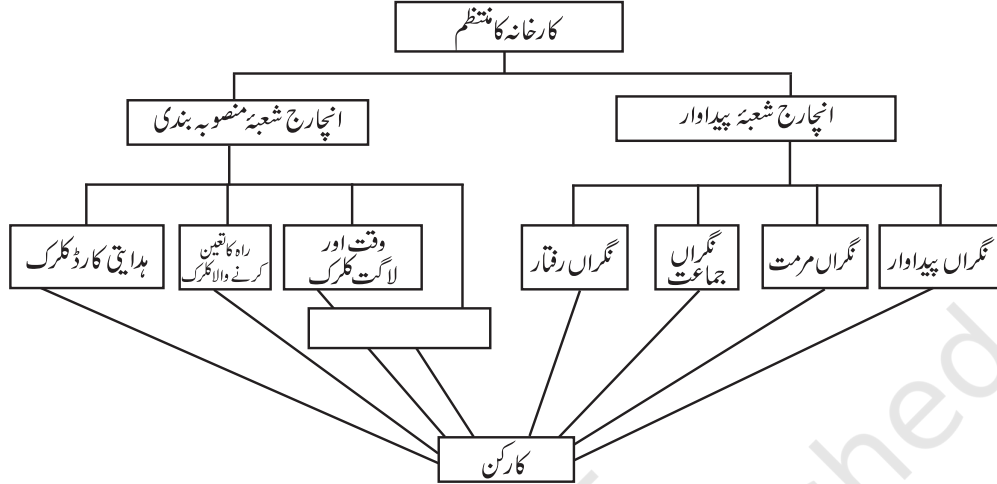 کارخانہ کا منتظم
انچارج شعبۂ پیداوار
انچارج شعبۂ منصوبہ بندی
نگراں پیداوار
نگراں مرمت
نگراں
جماعت
نگراں رفتار
وقت اور
لاگت کلرک
راہ کا تعین
کرنے والا کلرک
ہدایتی کارڈ کلرک
کارکن